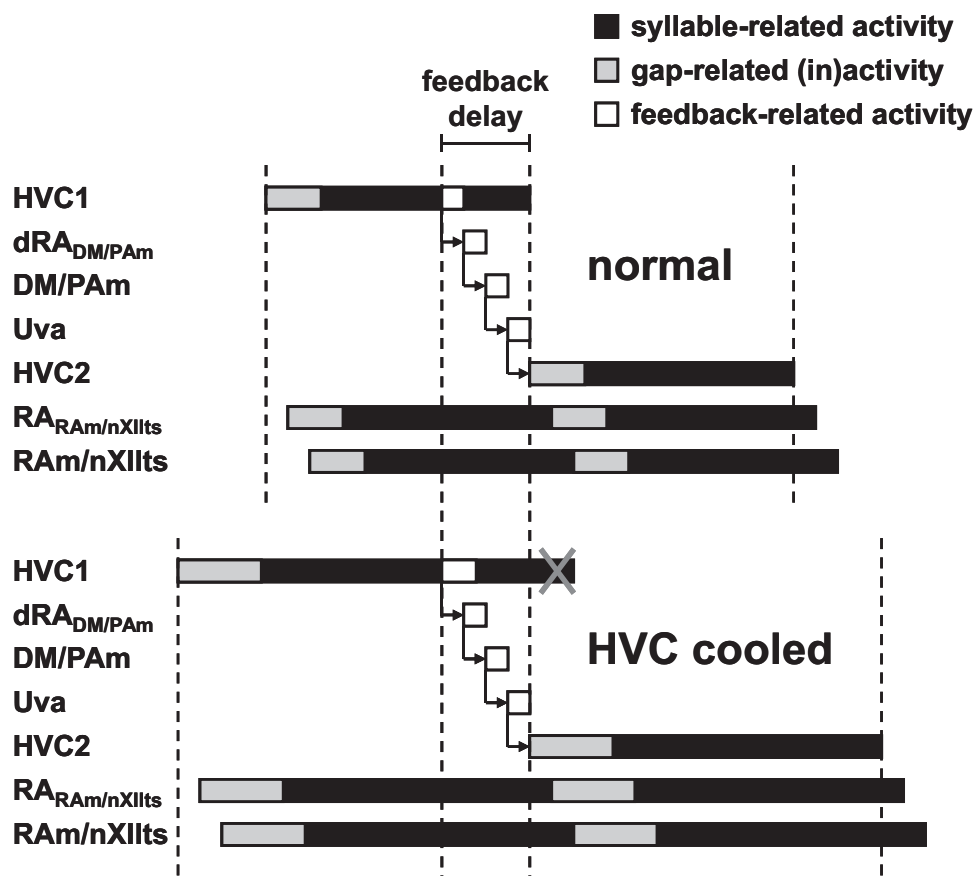 syllable-related activity
gap-related (in)activity
feedback-related activity
feedback
delay
HVC1
dRADM/PAm
DM/PAm
Uva
HVC2
RARAm/nXIIts
RAm/nXIIts
normal
HVC1
dRADM/PAm
DM/PAm
Uva
HVC2
RARAm/nXIIts
RAm/nXIIts
HVC cooled